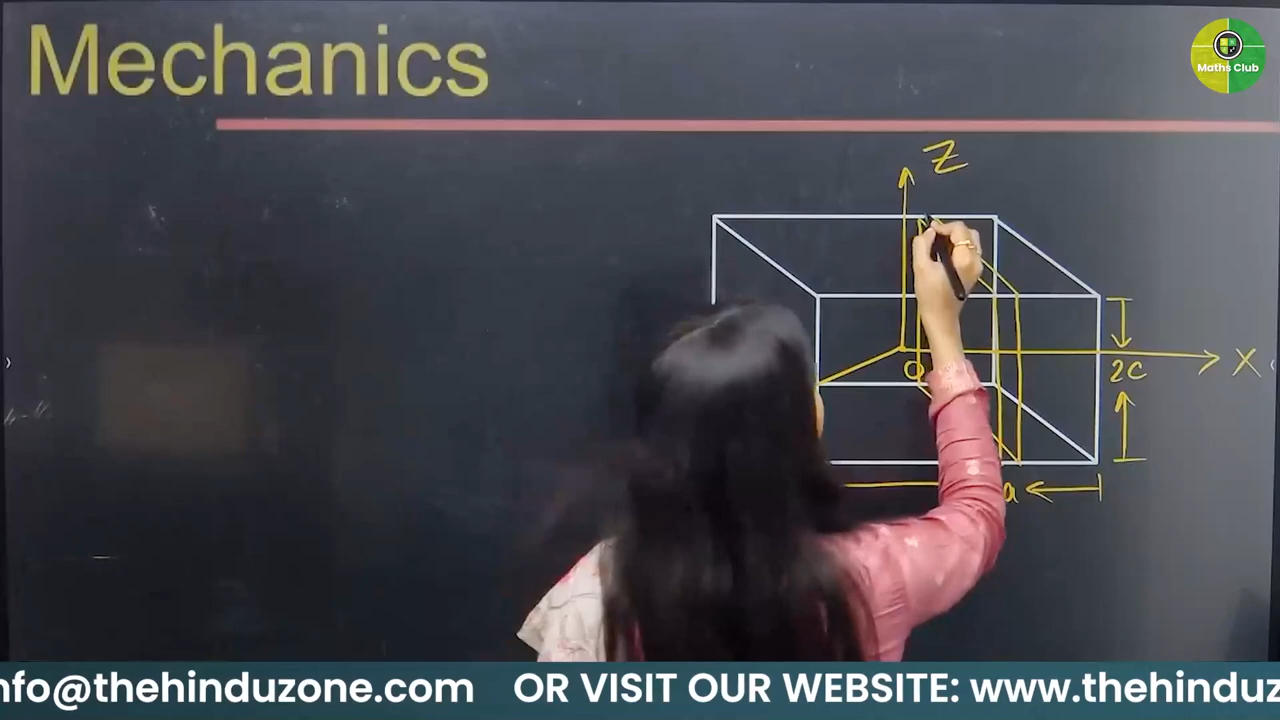 Mechanics
Maths Club
Z
O
X
2c
a
nfo@thehinduzone.com OR VISIT OUR WEBSITE: www.thehinduz